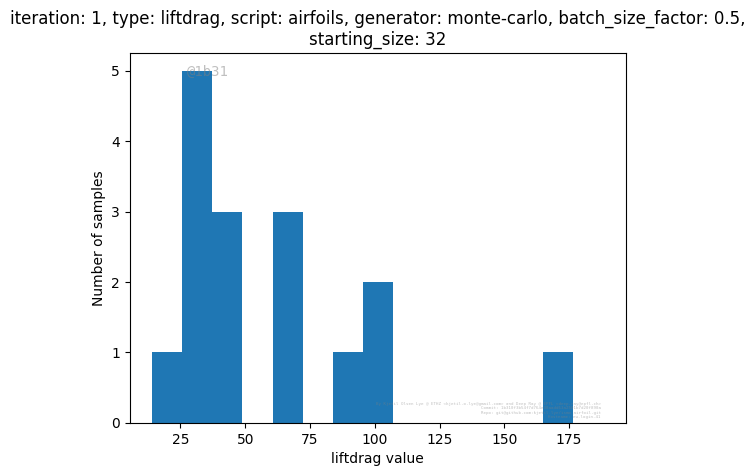 iteration: 1, type: liftdrag, script: airfoils, generator: monte-carlo, batch_size_factor: 0.5,
starting_size: 32
@1b31
5
4
3
2
1
0
Number of samples
25 50 75 100 125 150 175
liftdrag value